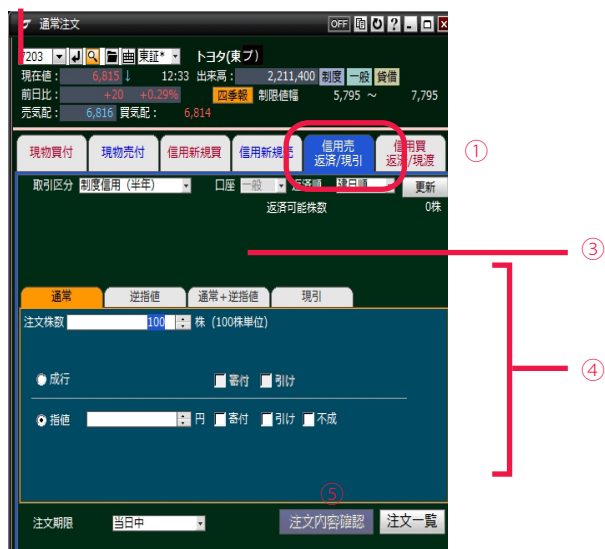 通常注文 OFF ?
7203 東証* トヨタ(東プ)
現在値： 6,815 ↓ 12:33 出来高： 2,211,400 制度 一般 貸借
前日比： +20 +0.29% 四季報 制限値幅 5,795 ～ 7,795
売気配： 6,816 買気配： 6,814
現物買付 現物売付 信用新規買 信用新規売 信用売 返済/現引 信用買 返済/現渡 ①
取引区分 制度信用（半年） 口座 一般 返済順 建日順 更新
返済可能株数 0株
③
通常 逆指値 通常+逆指値 現引
注文株数 100 株 (100株単位)
④
成行 寄付 引け
指値 円 寄付 引け 不成
⑤
注文期限 当日中 注文内容確認 注文一覧